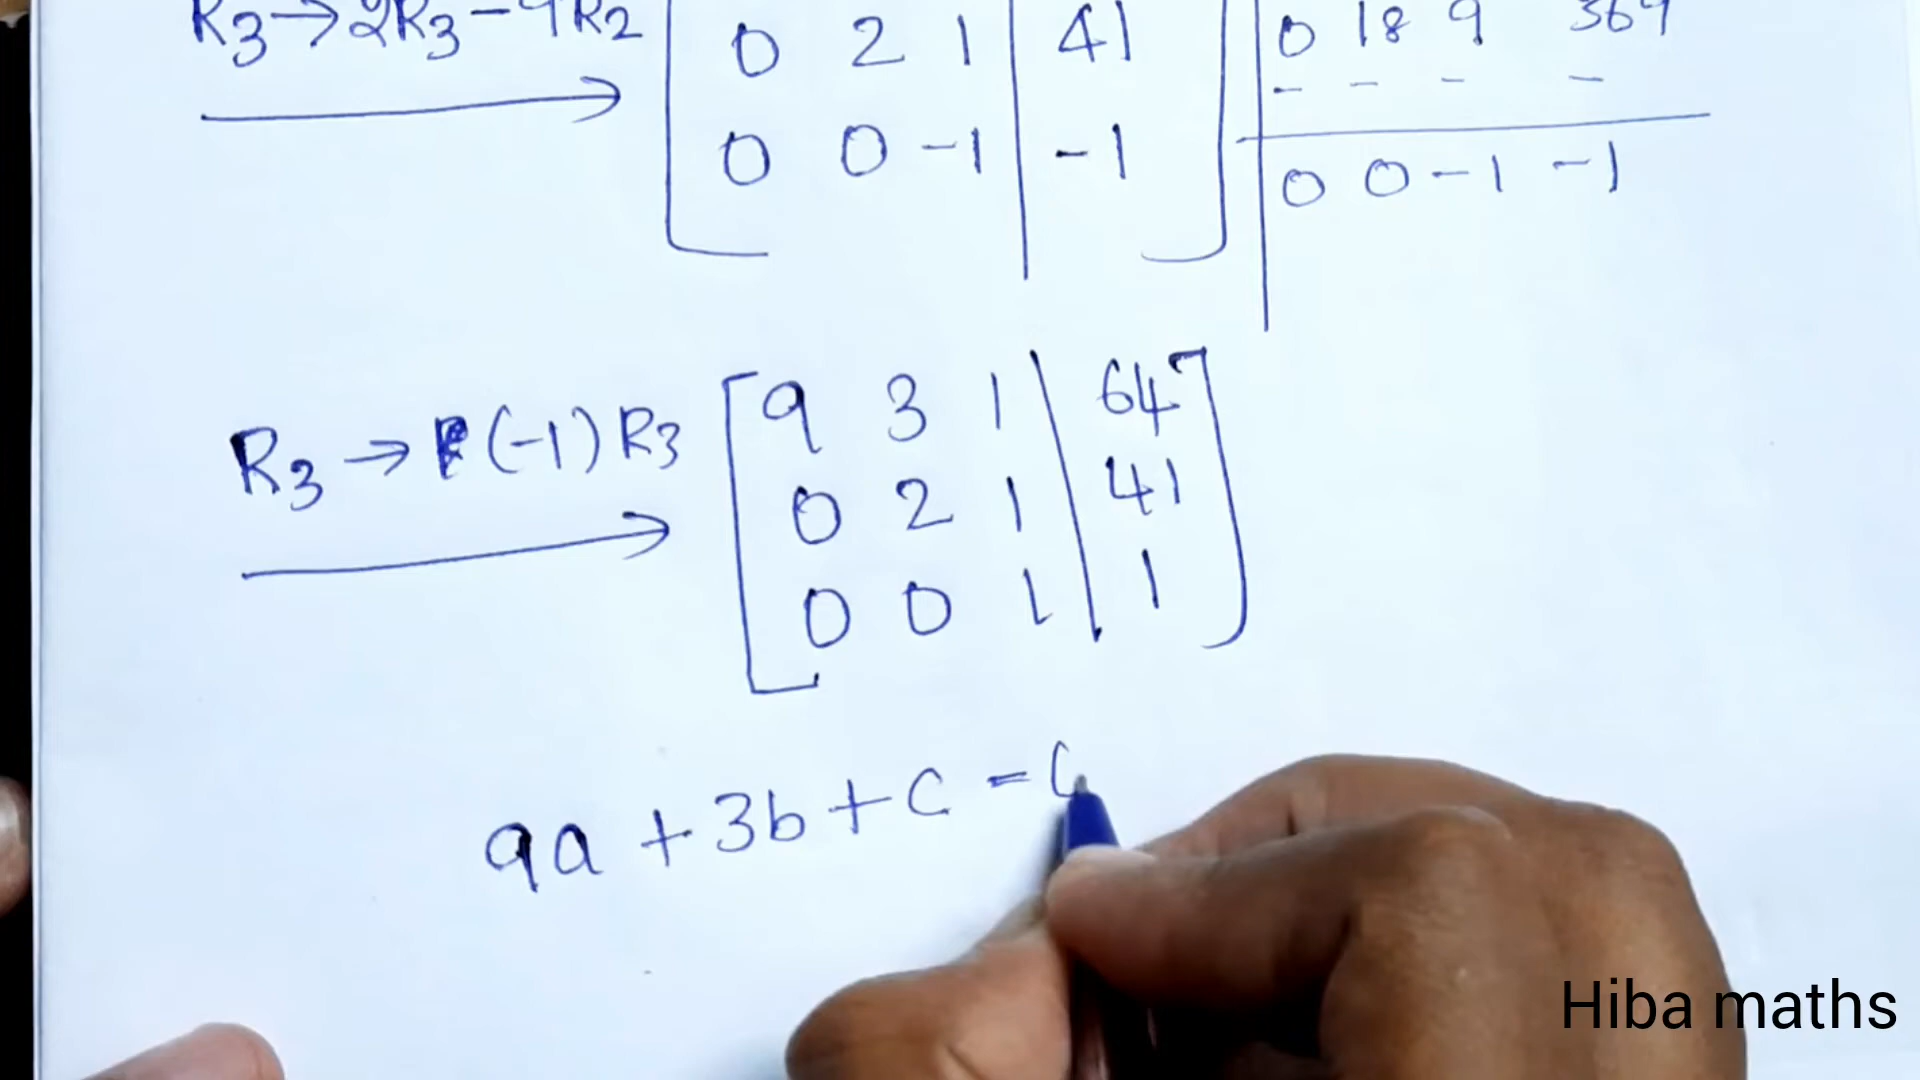 R3→2R3−9R2
0 2 1 | 41
0 18 9 369
− − − −
0 0 −1 | −1
0 0 −1 −1
R3 → (−1) R3
9 3 1 | 64
0 2 1 | 41
0 0 1 | 1
9a + 3b + c =
Hiba maths